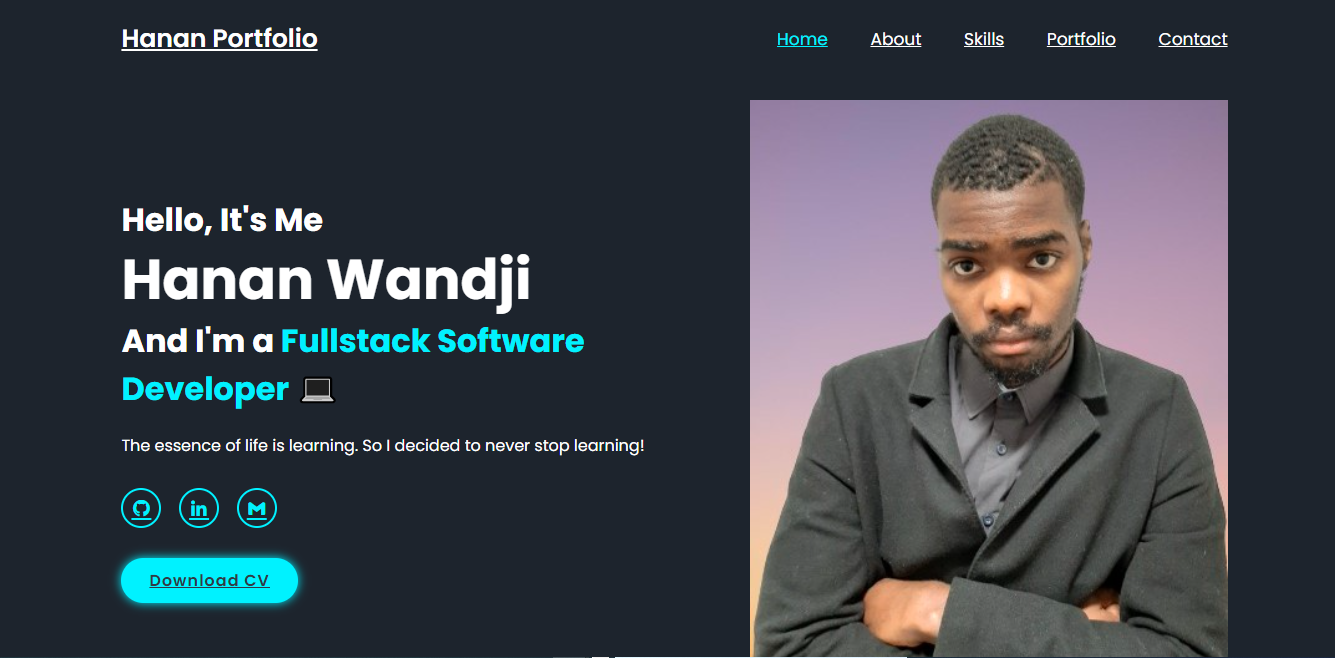 Hanan Portfolio
Home About Skills Portfolio Contact
Hello, It's Me
Hanan Wandji
And I'm a Fullstack Software
Developer 💻
The essence of life is learning. So I decided to never stop learning!
in
Download CV